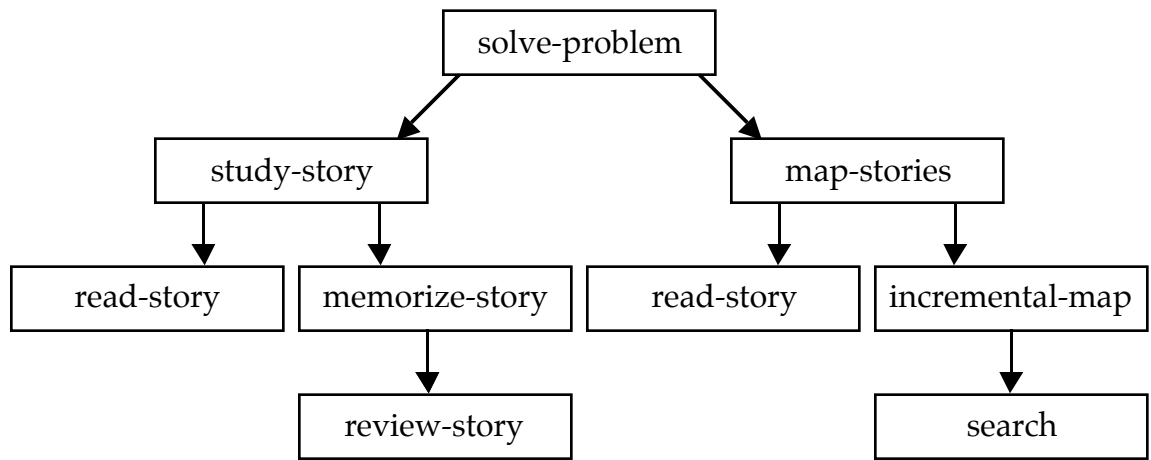 solve-problem
study-story
map-stories
read-story
memorize-story
read-story
incremental-map
review-story
search